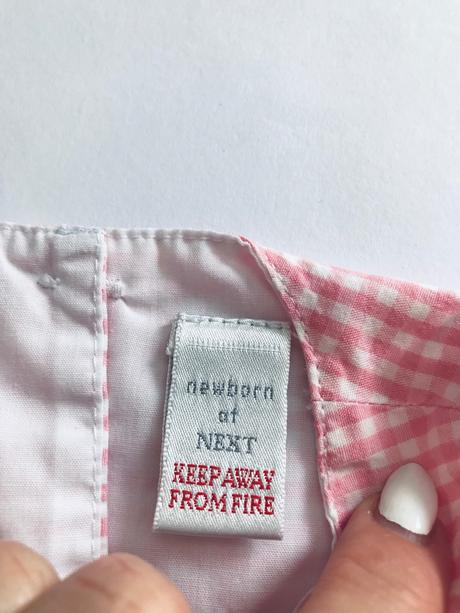 newborn
at
NEXT
KEEP AWAY
FROM FIRE